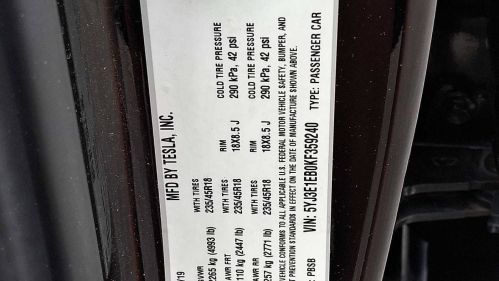 MFD BY TESLA, INC.
/19
GVWR WITH TIRES RIM COLD TIRE PRESSURE
2265 kg (4993 lb) 235/45R18 18X8.5 J 290 kPa, 42 psi
GAWR FRT WITH TIRES RIM COLD TIRE PRESSURE
1110 kg (2447 lb) 235/45R18 18X8.5 J 290 kPa, 42 psi
GAWR RR WITH TIRES
1257 kg (2771 lb) 235/45R18
VEHICLE CONFORMS TO ALL APPLICABLE U.S. FEDERAL MOTOR VEHICLE SAFETY, BUMPER, AND
PREVENTION STANDARDS IN EFFECT ON THE DATE OF MANUFACTURE SHOWN ABOVE.
VIN: 5YJ3E1EB0KF359240 TYPE: PASSENGER CAR
: PBSB